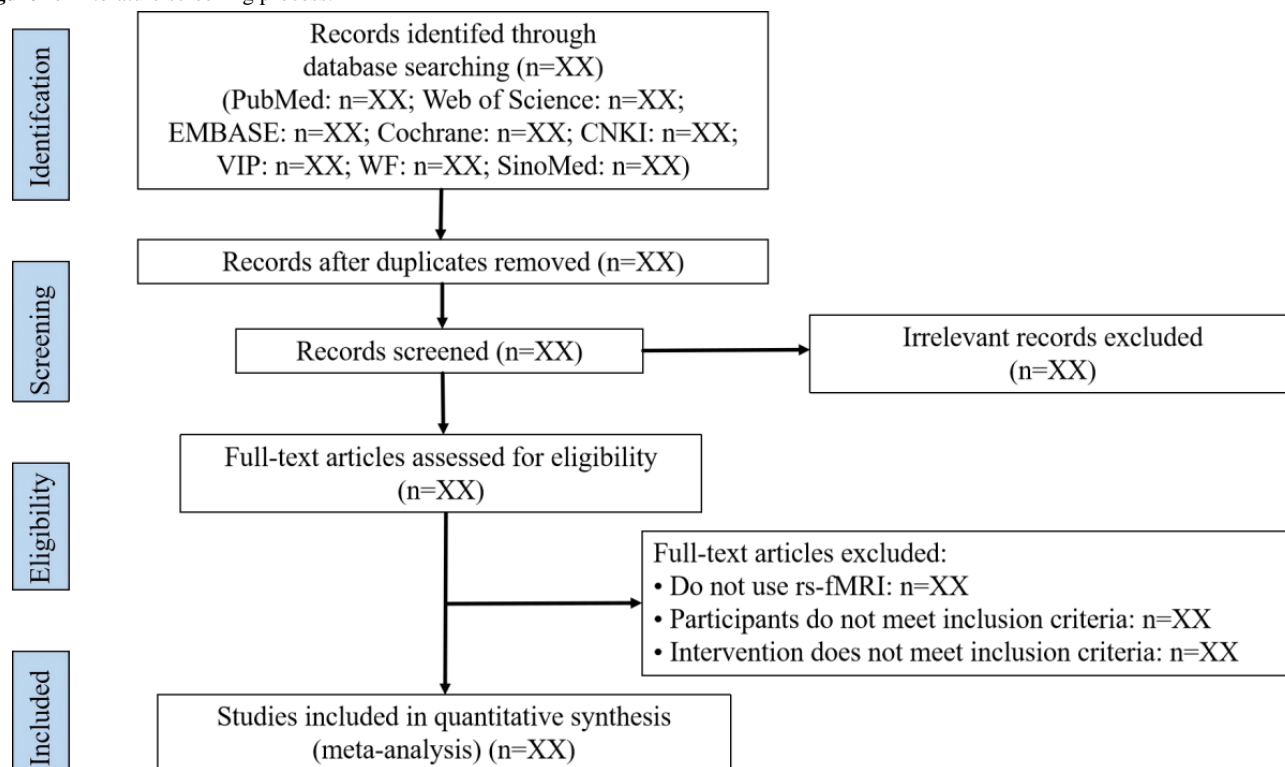 Literature screening process.
Identifcation
Records identifed through
database searching (n=XX)
(PubMed: n=XX; Web of Science: n=XX;
EMBASE: n=XX; Cochrane: n=XX; CNKI: n=XX;
VIP: n=XX; WF: n=XX; SinoMed: n=XX)
Screening
Records after duplicates removed (n=XX)
Records screened (n=XX)
Irrelevant records excluded
(n=XX)
Eligibility
Full-text articles assessed for eligibility
(n=XX)
Full-text articles excluded:
• Do not use rs-fMRI: n=XX
• Participants do not meet inclusion criteria: n=XX
• Intervention does not meet inclusion criteria: n=XX
Included
Studies included in quantitative synthesis
(meta-analysis) (n=XX)